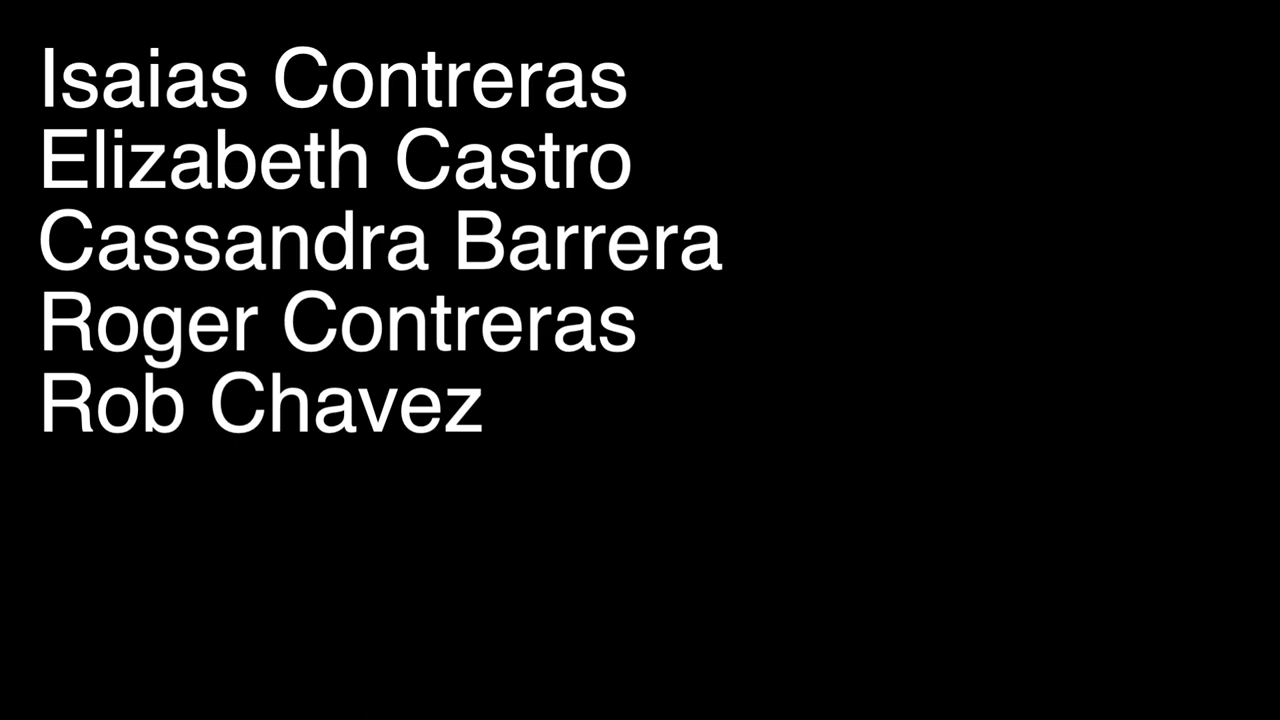 Isaias Contreras
Elizabeth Castro
Cassandra Barrera
Roger Contreras
Rob Chavez